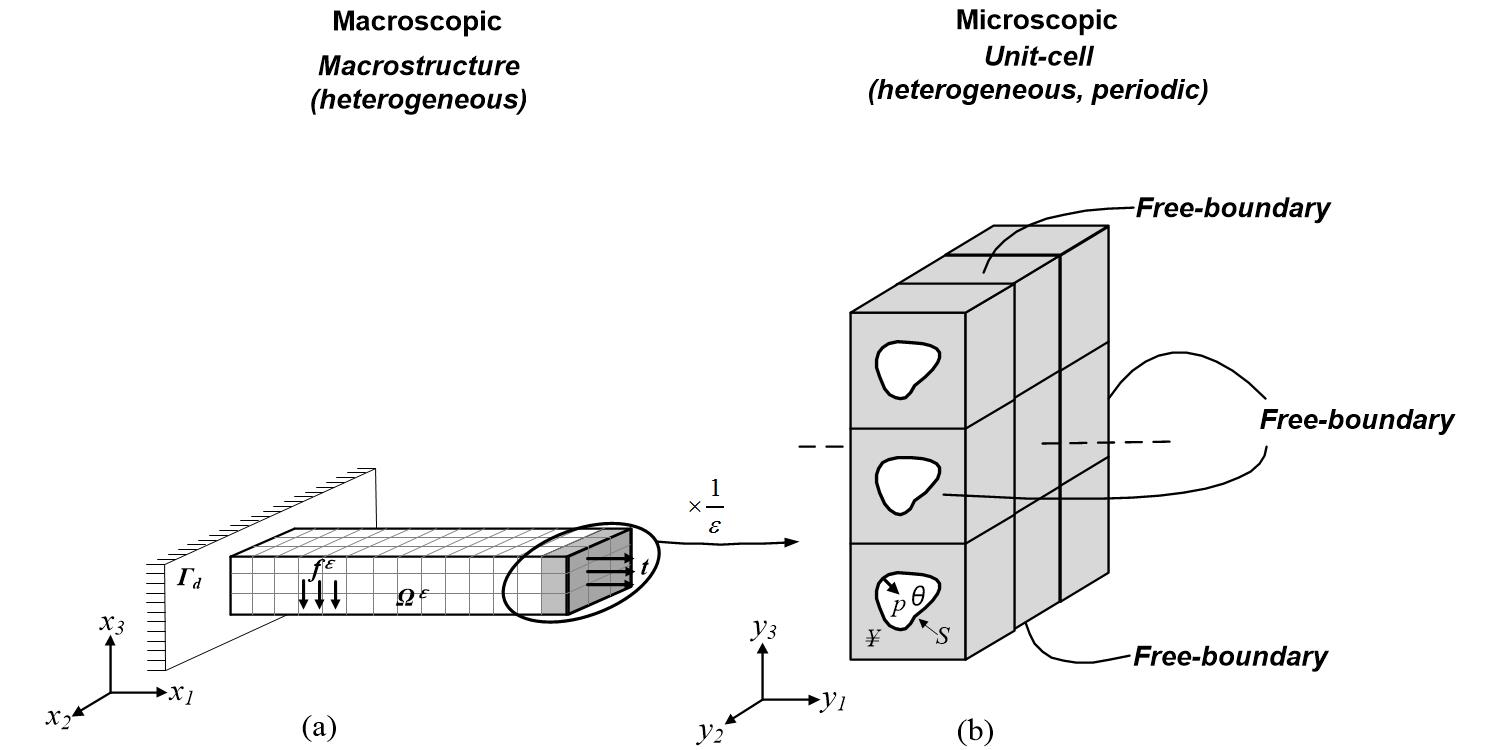 Macroscopic
Macrostructure
(heterogeneous)
Microscopic
Unit-cell
(heterogeneous, periodic)
Free-boundary
Free-boundary
Free-boundary
× 1/ε
Γd
f ε
Ω ε
t
x3
x1
x2
(a)
p θ
¥
S
y3
y1
y2
(b)